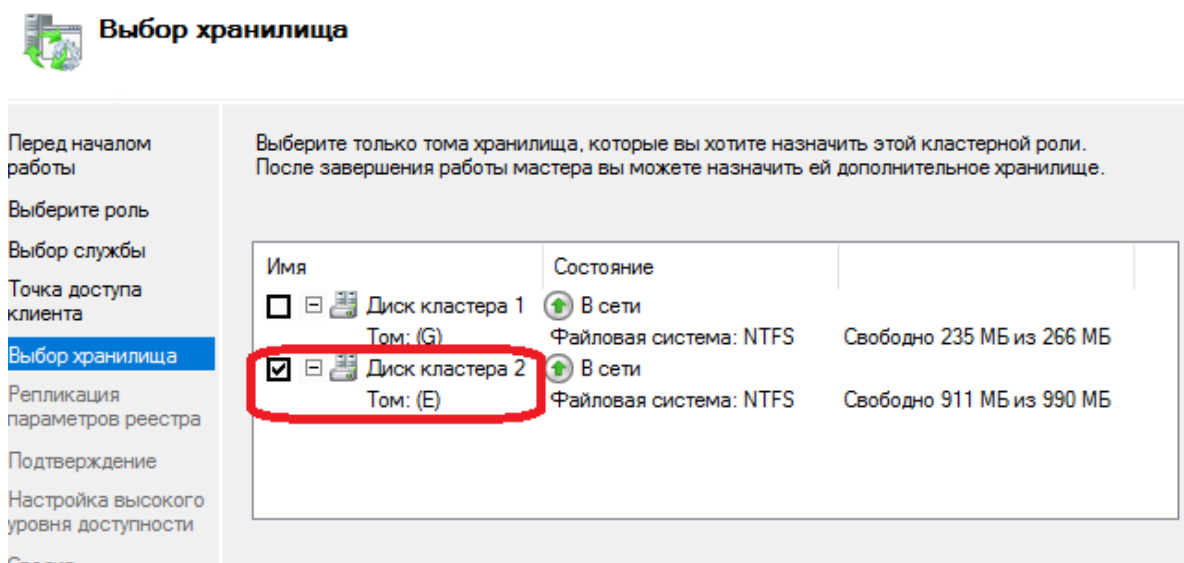 Выбор хранилища
Перед началом
работы
Выберите роль
Выбор службы
Точка доступа
клиента
Выбор хранилища
Репликация
параметров реестра
Подтверждение
Настройка высокого
уровня доступности
Выберите только тома хранилища, которые вы хотите назначить этой кластерной роли.
После завершения работы мастера вы можете назначить ей дополнительное хранилище.
Имя Состояние
Диск кластера 1 В сети
Том: (G) Файловая система: NTFS Свободно 235 МБ из 266 МБ
Диск кластера 2 В сети
Том: (E) Файловая система: NTFS Свободно 911 МБ из 990 МБ